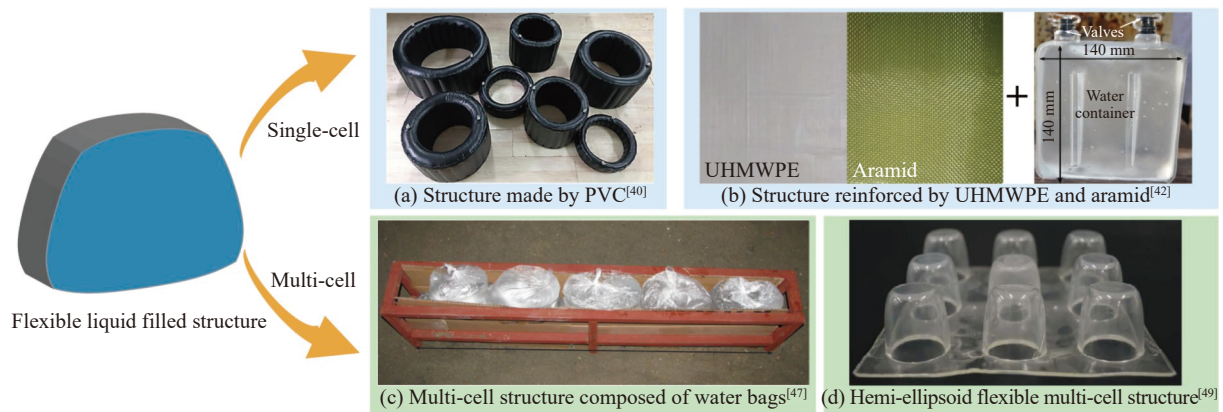 Flexible liquid filled structure
Single-cell
Multi-cell
(a) Structure made by PVC[40]
UHMWPE
Aramid
+
Valves
140 mm
140 mm
Water
container
(b) Structure reinforced by UHMWPE and aramid[42]
(c) Multi-cell structure composed of water bags[47]
(d) Hemi-ellipsoid flexible multi-cell structure[49]